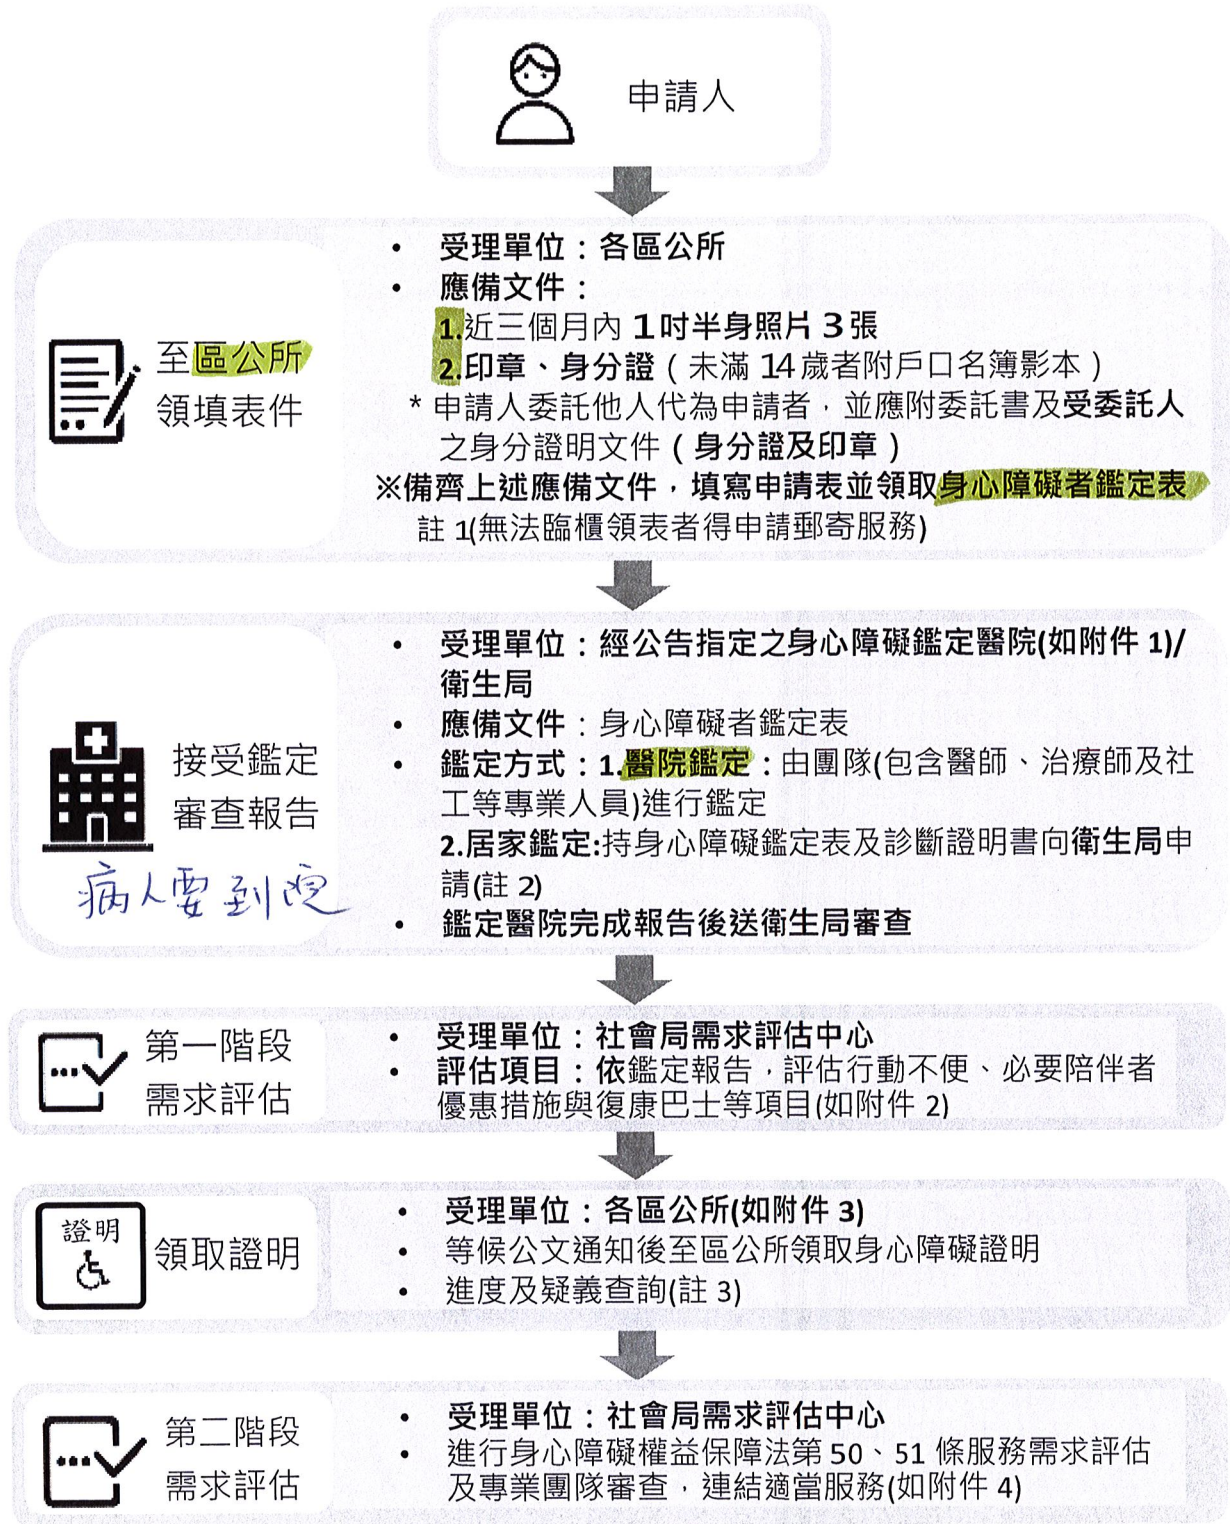 申請人
至區公所
領填表件
• 受理單位：各區公所
• 應備文件：
1.近三個月內 1吋半身照片 3張
2.印章、身分證（未滿 14歲者附戶口名簿影本）
* 申請人委託他人代為申請者，並應附委託書及受委託人
之身分證明文件（身分證及印章）
※備齊上述應備文件，填寫申請表並領取身心障礙者鑑定表
註 1(無法臨櫃領表者得申請郵寄服務)
接受鑑定
審查報告
病人要到院
• 受理單位：經公告指定之身心障礙鑑定醫院(如附件 1)/
衛生局
• 應備文件：身心障礙者鑑定表
• 鑑定方式：1.醫院鑑定：由團隊(包含醫師、治療師及社
工等專業人員)進行鑑定
2.居家鑑定:持身心障礙鑑定表及診斷證明書向衛生局申
請(註 2)
• 鑑定醫院完成報告後送衛生局審查
第一階段
需求評估
• 受理單位：社會局需求評估中心
• 評估項目：依鑑定報告，評估行動不便、必要陪伴者
優惠措施與復康巴士等項目(如附件 2)
證明
領取證明
• 受理單位：各區公所(如附件 3)
• 等候公文通知後至區公所領取身心障礙證明
• 進度及疑義查詢(註 3)
第二階段
需求評估
• 受理單位：社會局需求評估中心
• 進行身心障礙權益保障法第 50、51 條服務需求評估
及專業團隊審查，連結適當服務(如附件 4)